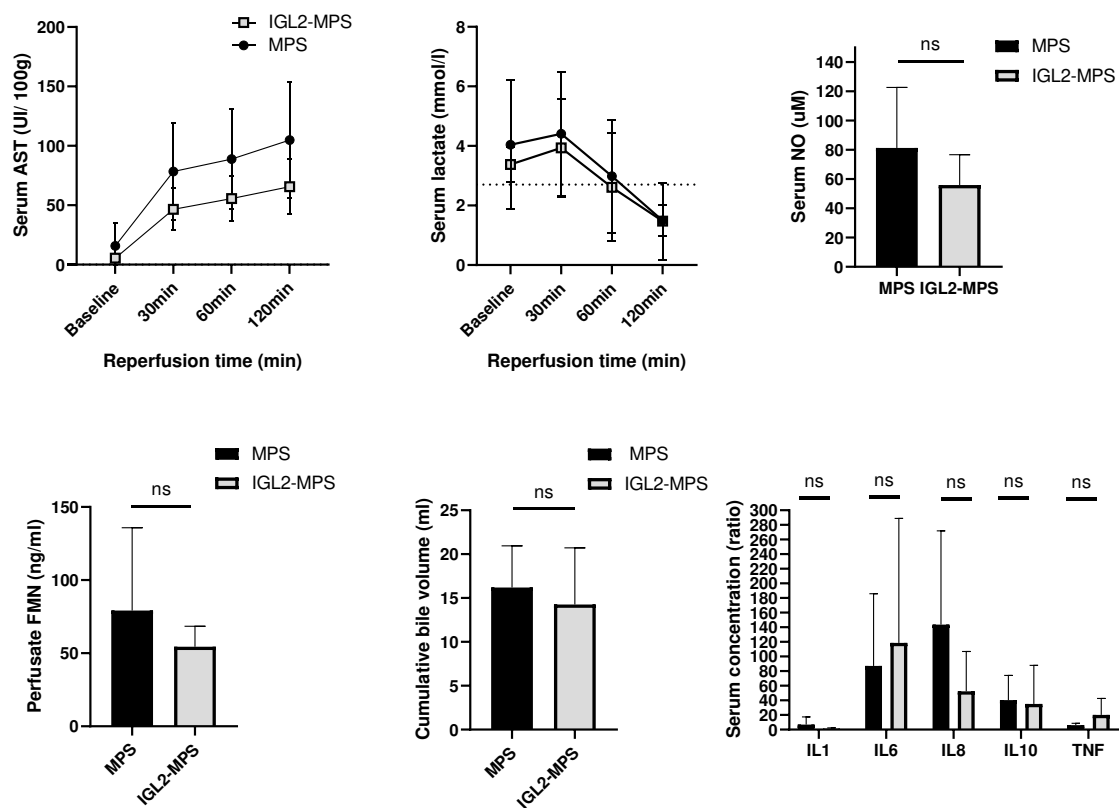 IGL2-MPS
MPS
Serum AST (UI/ 100g)
200
150
100
50
0
Baseline
30min
60min
120min
Reperfusion time (min)
Serum lactate (mmol/l)
8
6
4
2
0
Baseline
30min
60min
120min
Reperfusion time (min)
MPS
IGL2-MPS
ns
Serum NO (uM)
140
120
100
80
60
40
20
0
MPS IGL2-MPS
MPS
IGL2-MPS
ns
Perfusate FMN (ng/ml)
150
100
50
0
MPS
IGL2-MPS
MPS
IGL2-MPS
ns
Cumulative bile volume (ml)
25
20
15
10
5
0
MPS
IGL2-MPS
ns ns ns ns ns
Serum concentration (ratio)
300
280
260
240
220
200
180
160
140
120
100
80
60
40
20
0
IL1 IL6 IL8 IL10 TNF